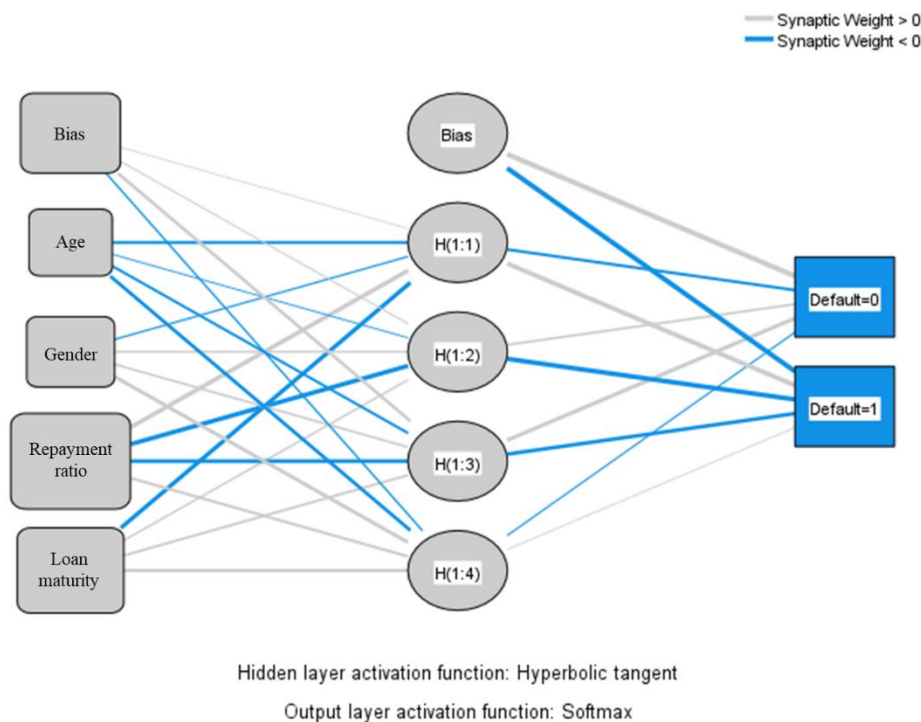 Synaptic Weight > 0
Synaptic Weight < 0
Bias
Age
Gender
Repayment
ratio
Loan
maturity
Bias
H(1:1)
H(1:2)
H(1:3)
H(1:4)
Default=0
Default=1
Hidden layer activation function: Hyperbolic tangent
Output layer activation function: Softmax